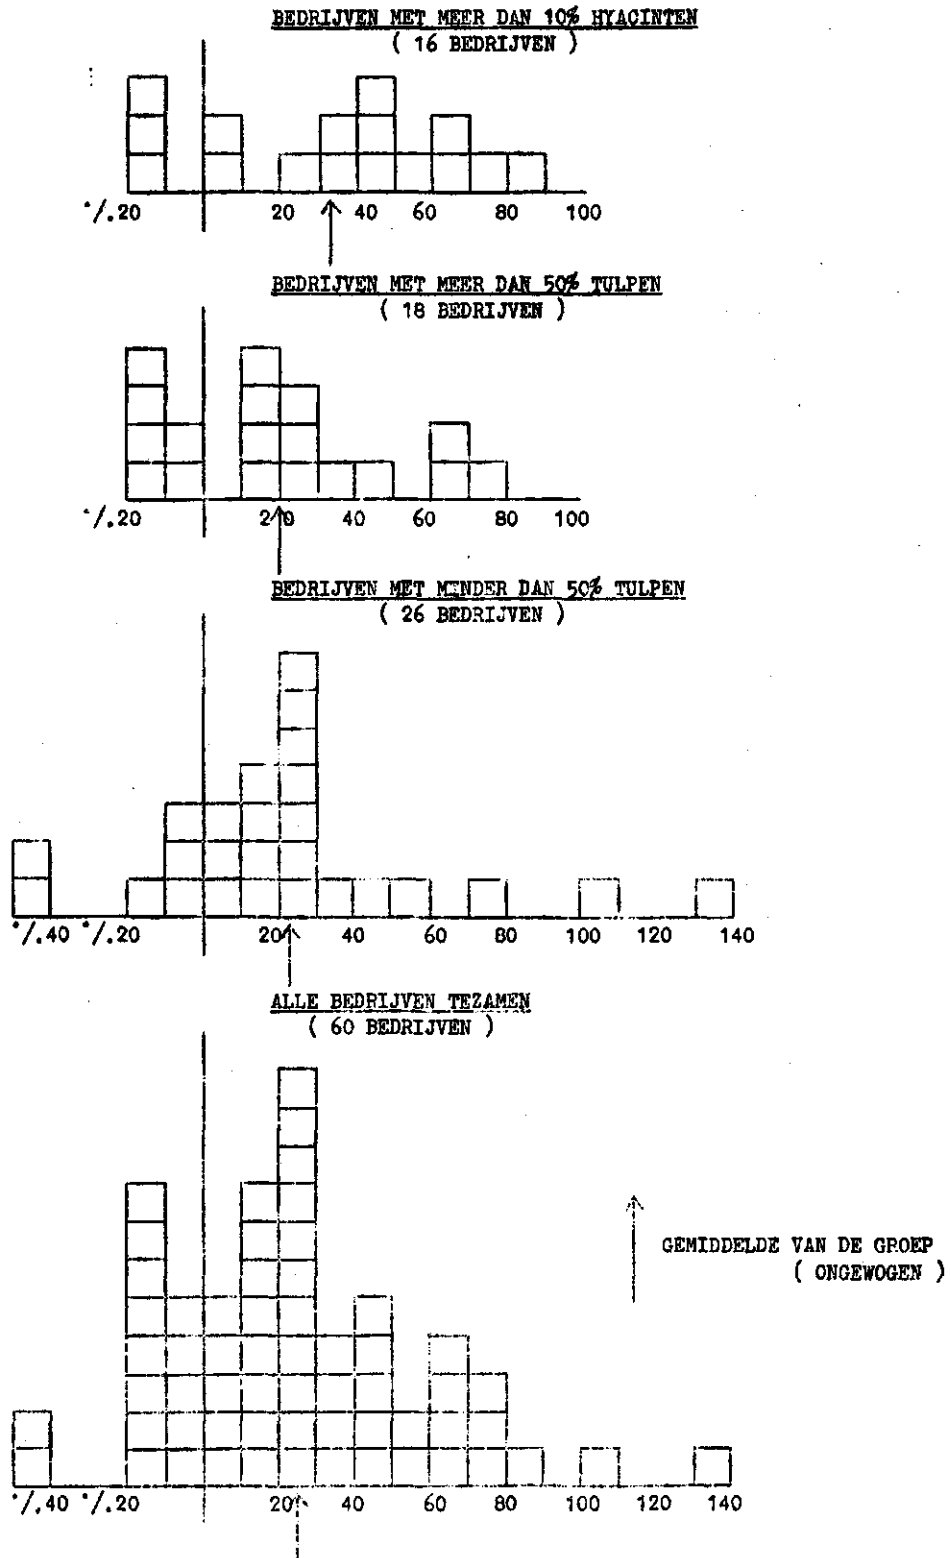 BEDRIJVEN MET MEER DAN 10% HYACINTEN
( 16 BEDRIJVEN )
·/.20 20 40 60 80 100
BEDRIJVEN MET MEER DAN 50% TULPEN
( 18 BEDRIJVEN )
·/.20 20 40 60 80 100
BEDRIJVEN MET MINDER DAN 50% TULPEN
( 26 BEDRIJVEN )
·/.40 ·/.20 20 40 60 80 100 120 140
ALLE BEDRIJVEN TEZAMEN
( 60 BEDRIJVEN )
GEMIDDELDE VAN DE GROEP
( ONGEWOGEN )
·/.40 ·/.20 20 40 60 80 100 120 140